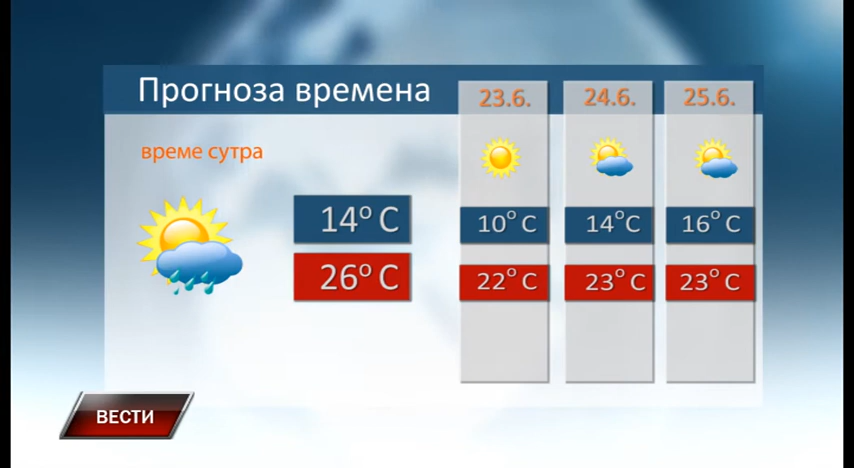 Прогноза времена
време сутра
14° C
26° C
23.6.
24.6.
25.6.
10° C
14°C
16° C
22° C
23° C
23° C
ВЕСТИ